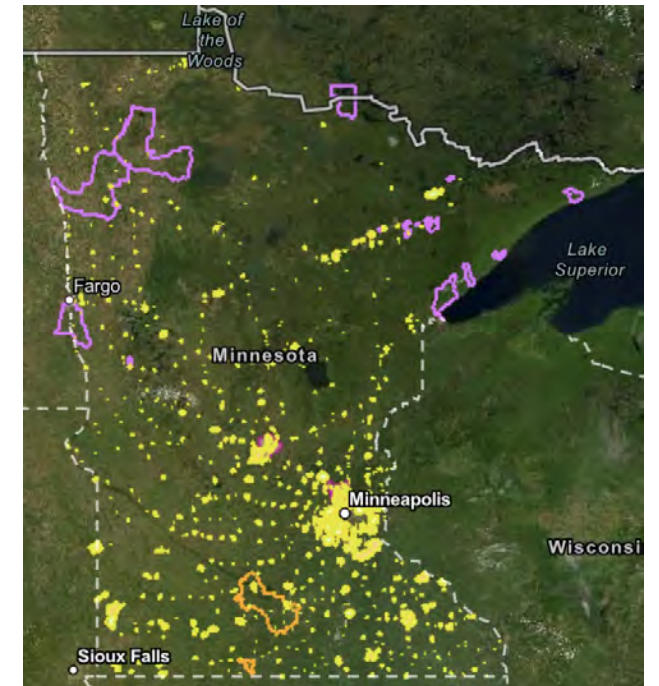 Lake of
the
Woods
Fargo
Lake
Superior
Minnesota
Minneapolis
Wisconsi
Sioux Falls